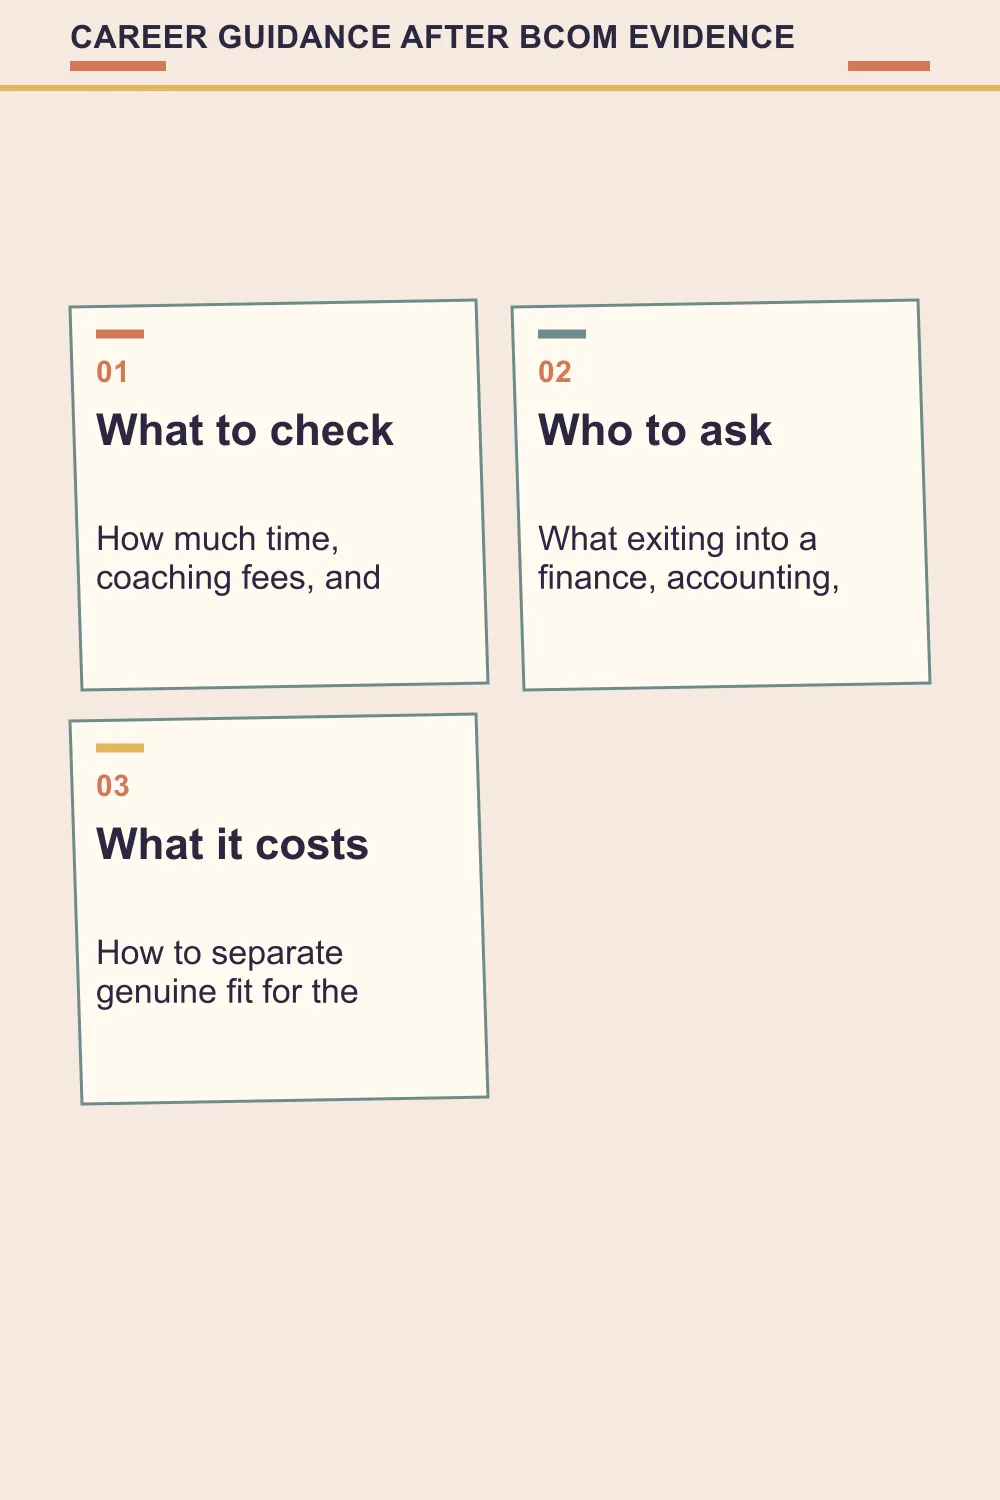 CAREER GUIDANCE AFTER BCOM EVIDENCE
01
What to check
How much time,
coaching fees, and
02
Who to ask
What exiting into a
finance, accounting,
03
What it costs
How to separate
genuine fit for the